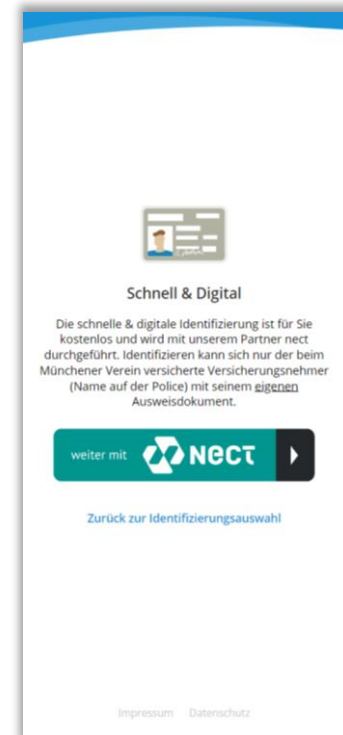 Schnell & Digital
Die schnelle & digitale Identifizierung ist für Sie
kostenlos und wird mit unserem Partner nect
durchgeführt. Identifizieren kann sich nur der beim
Münchener Verein versicherte Versicherungsnehmer
(Name auf der Police) mit seinem eigenen
Ausweisdokument.
weiter mit nect
Zurück zur Identifizierungsauswahl
Impressum Datenschutz